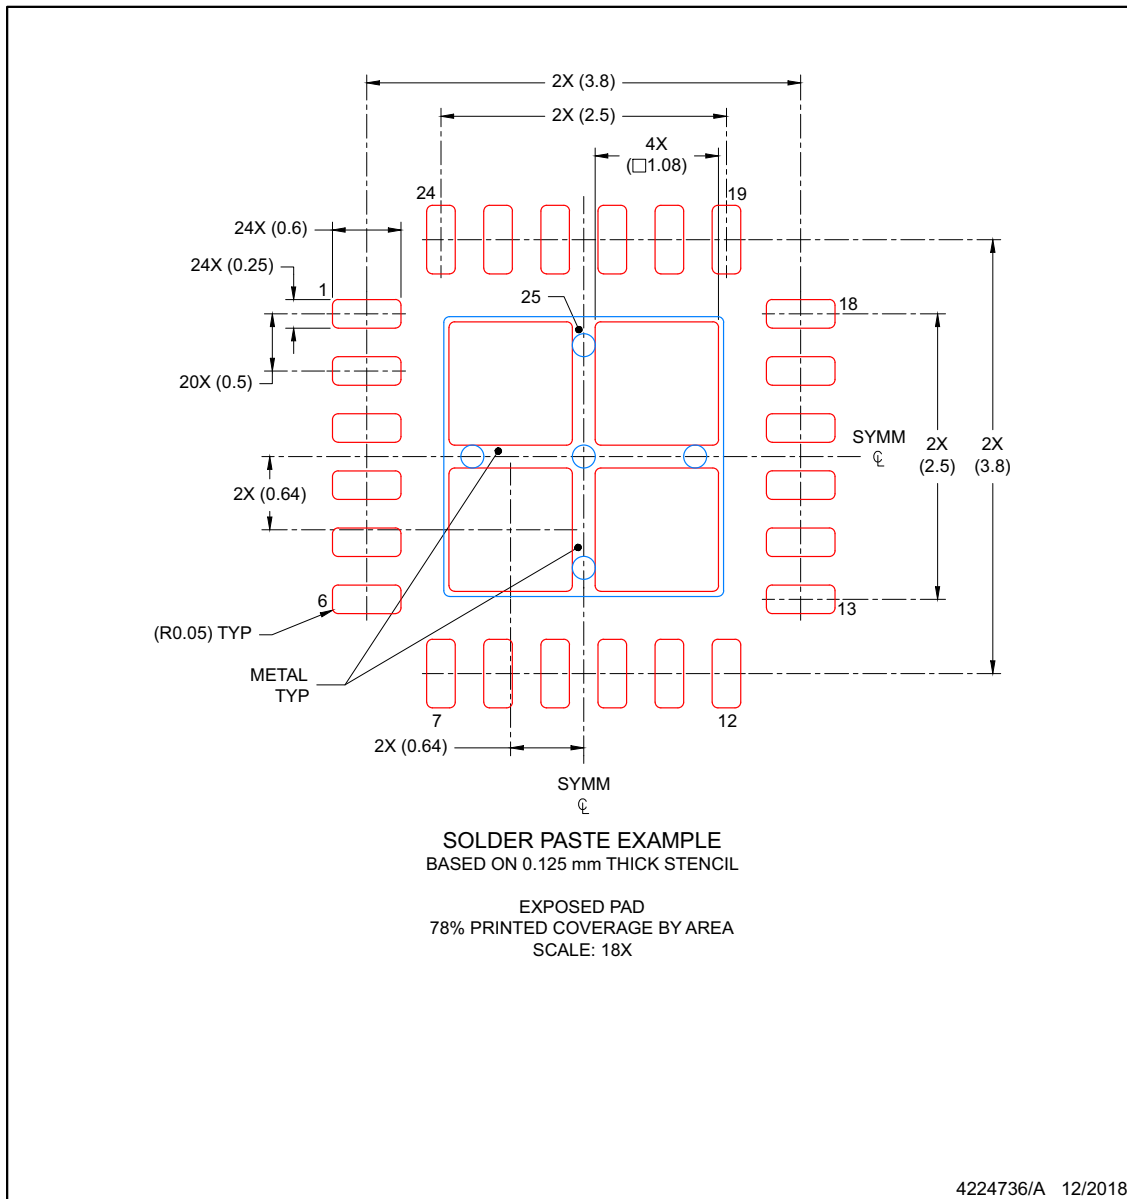 2X (3.8)
2X (2.5)
4X
(□1.08)
24
19
24X (0.6)
24X (0.25)
1
25
18
20X (0.5)
SYMM
℄
2X
(2.5)
2X
(3.8)
2X (0.64)
6
13
(R0.05) TYP
METAL
TYP
7
12
2X (0.64)
SYMM
℄
SOLDER PASTE EXAMPLE
BASED ON 0.125 mm THICK STENCIL
EXPOSED PAD
78% PRINTED COVERAGE BY AREA
SCALE: 18X
4224736/A 12/2018